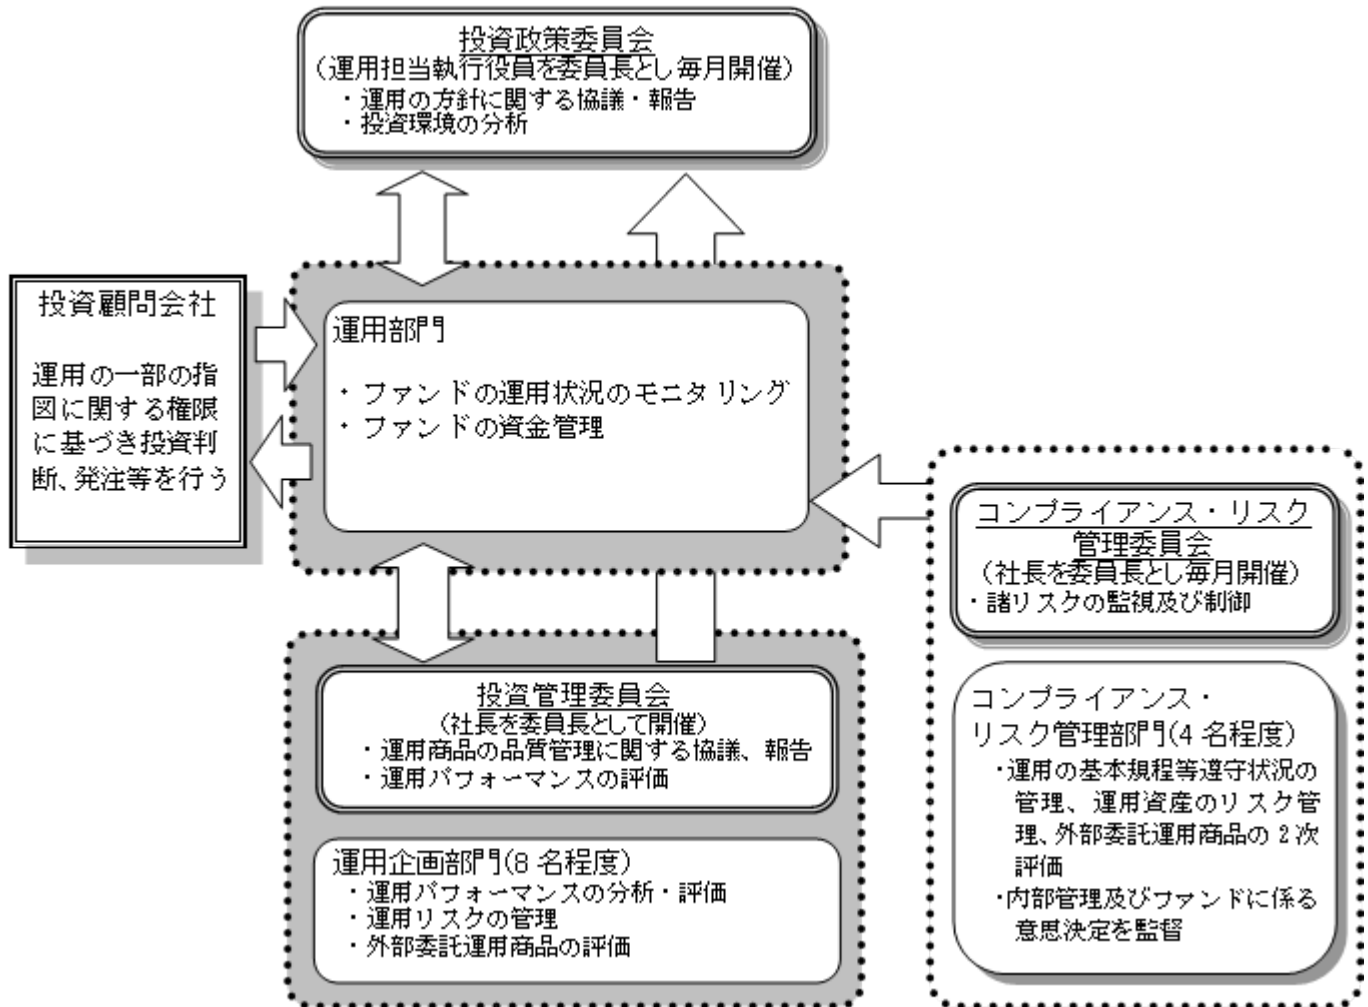 投資政策委員会
（運用担当執行役員を委員長とし毎月開催）
・運用の方針に関する協議・報告
・投資環境の分析
投資顧問会社
運用の一部の指
図に関する権限
に基づき投資判
断、発注等を行う
運用部門
・ファンドの運用状況のモニタリング
・ファンドの資金管理
コンプライアンス・リスク
管理委員会
（社長を委員長とし毎月開催）
・諸リスクの監視及び制御
投資管理委員会
（社長を委員長として開催）
・運用商品の品質管理に関する協議、報告
・運用パフォーマンスの評価
運用企画部門(8 名程度)
・運用パフォーマンスの分析・評価
・運用リスクの管理
・外部委託運用商品の評価
コンプライアンス・
リスク管理部門(4 名程度)
・運用の基本規程等遵守状況の
管理、運用資産のリスク管
理、外部委託運用商品の 2 次
評価
・内部管理及びファンドに係る
意思決定を監督